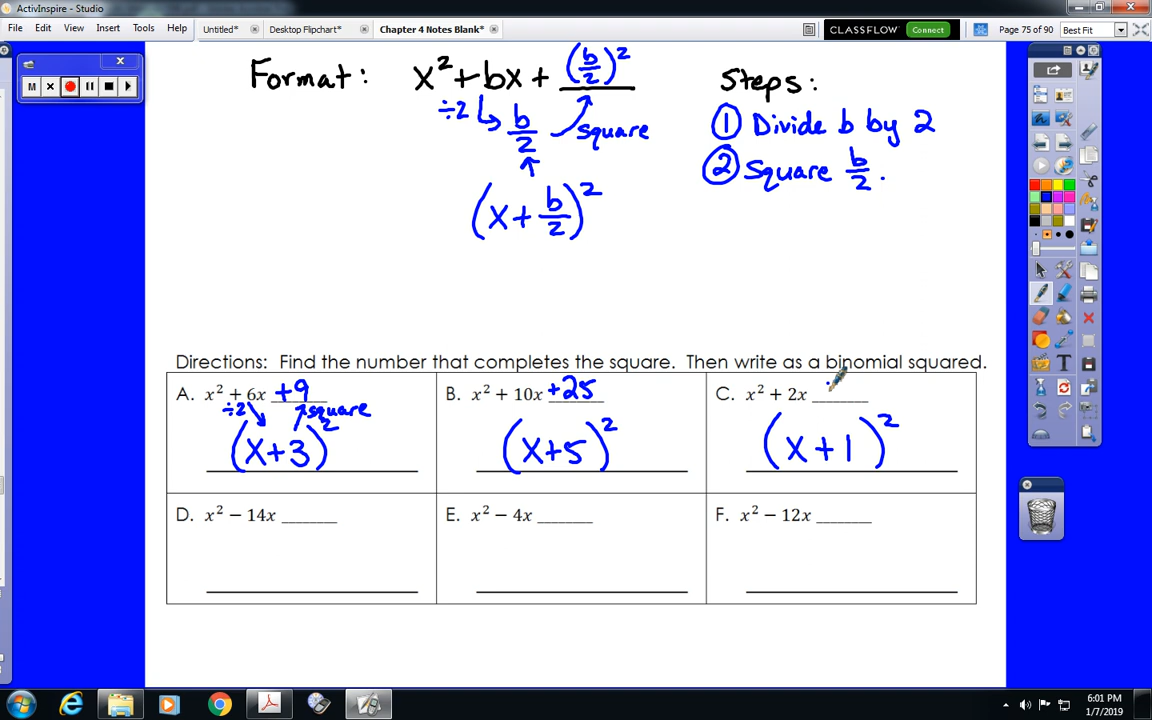 ActivInspire - Studio
File Edit View Insert Tools Help
Untitled* Desktop Flipchart* Chapter 4 Notes Blank* CLASSFLOW Connect Page 75 of 90 Best Fit
M
Format: x² + bx + (b/2)²
÷2 b/2 square
(x + b/2)²
Steps:
① Divide b by 2
② Square b/2.
Directions: Find the number that completes the square. Then write as a binomial squared.
A. x² + 6x +9
÷2 square
(x+3)²
B. x² + 10x +25
(x+5)²
C. x² + 2x ______
(x+1)²
D. x² − 14x ______
E. x² − 4x ______
F. x² − 12x ______
6:01 PM
1/7/2019